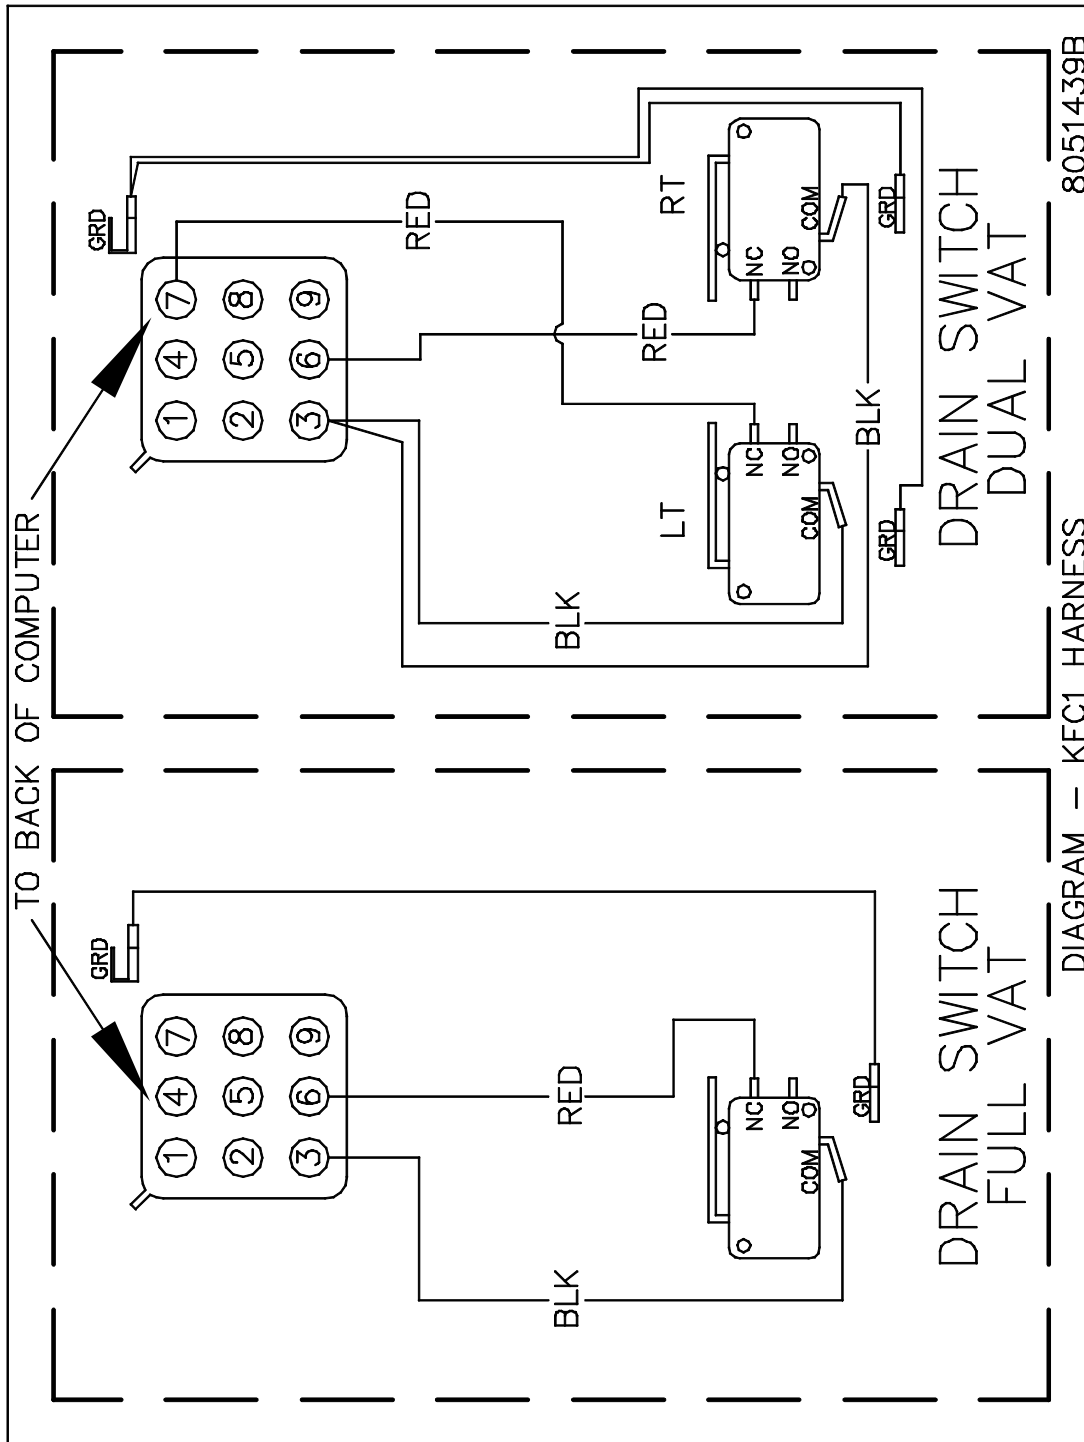 TO BACK OF COMPUTER
GRD
1 4 7
2 5 8
3 6 9
RED
BLK
NC
NO
COM
GRD
DRAIN SWITCH
FULL VAT
GRD
1 4 7
2 5 8
3 6 9
RED
RED
BLK
BLK
LT
NC
NO
COM
GRD
RT
NC
NO
COM
GRD
DRAIN SWITCH
DUAL VAT
DIAGRAM - KFC1 HARNESS
8051439B